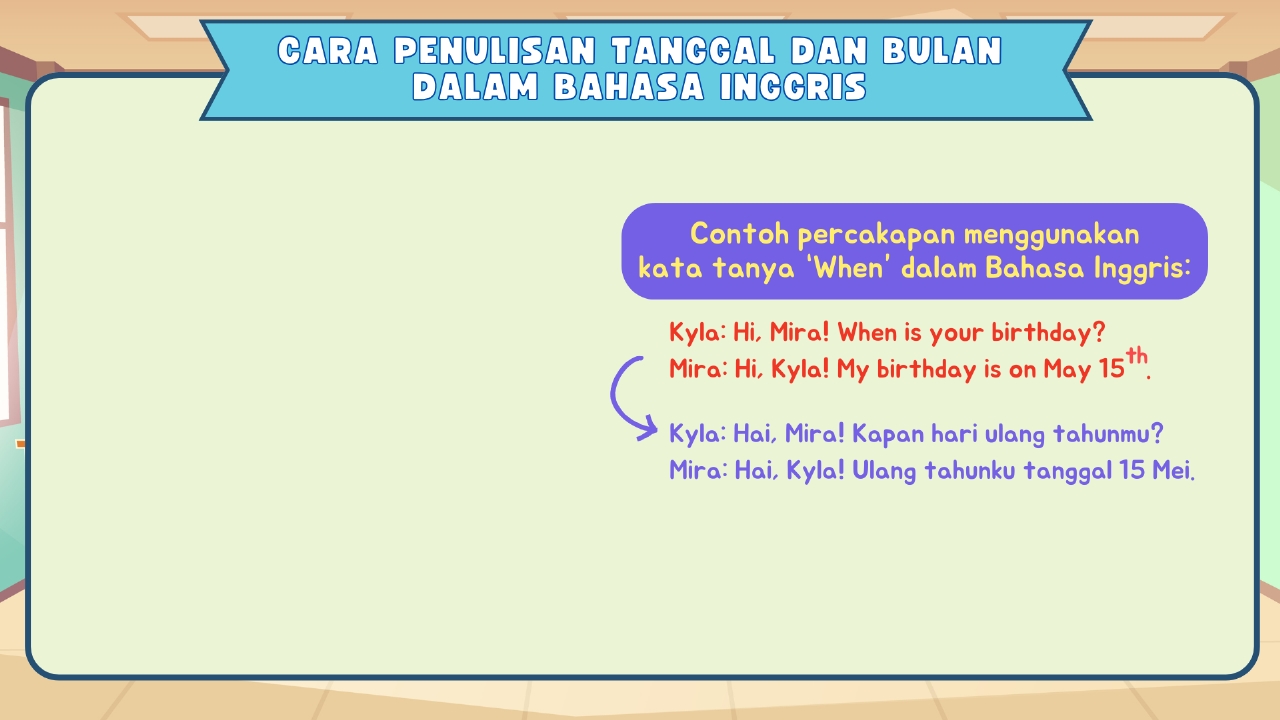 CARA PENULISAN TANGGAL DAN BULAN
DALAM BAHASA INGGRIS
Contoh percakapan menggunakan
kata tanya 'When' dalam Bahasa Inggris:
Kyla: Hi, Mira! When is your birthday?
Mira: Hi, Kyla! My birthday is on May 15th.
Kyla: Hai, Mira! Kapan hari ulang tahunmu?
Mira: Hai, Kyla! Ulang tahunku tanggal 15 Mei.